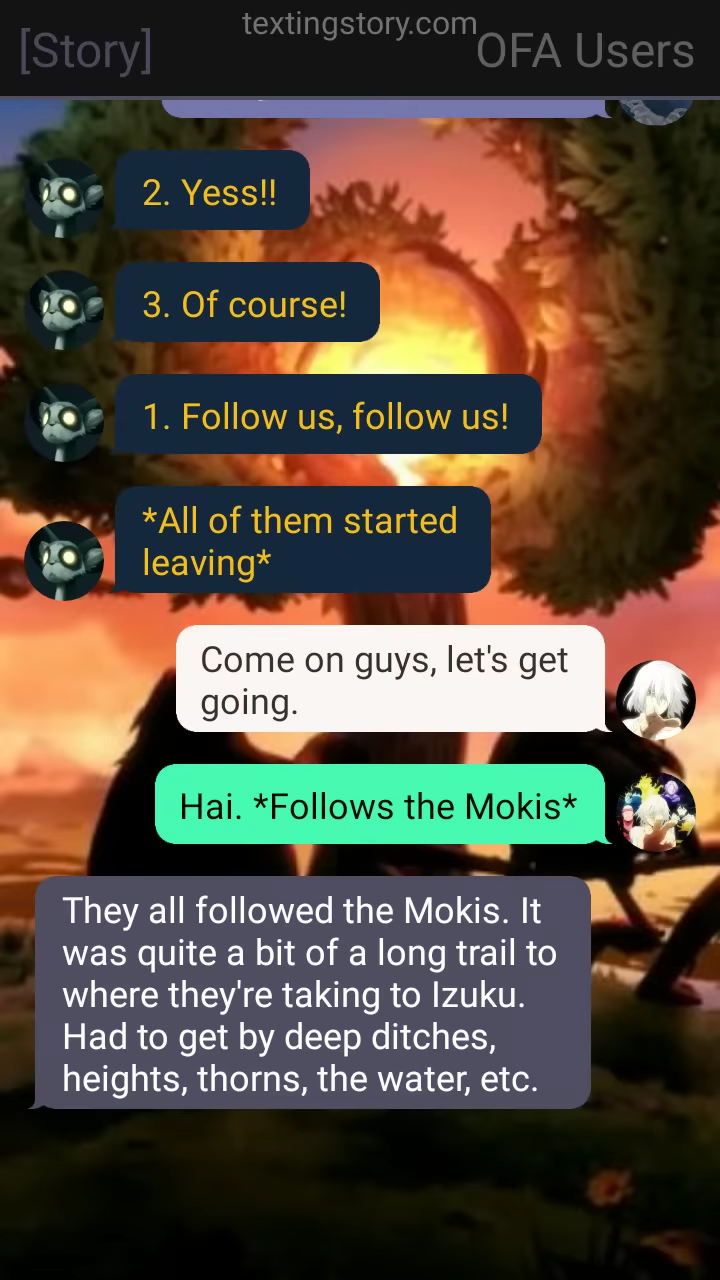 textingstory.com
[Story]
OFA Users
2. Yess!!
3. Of course!
1. Follow us, follow us!
*All of them started
leaving*
Come on guys, let's get
going.
Hai. *Follows the Mokis*
They all followed the Mokis. It
was quite a bit of a long trail to
where they're taking to Izuku.
Had to get by deep ditches,
heights, thorns, the water, etc.